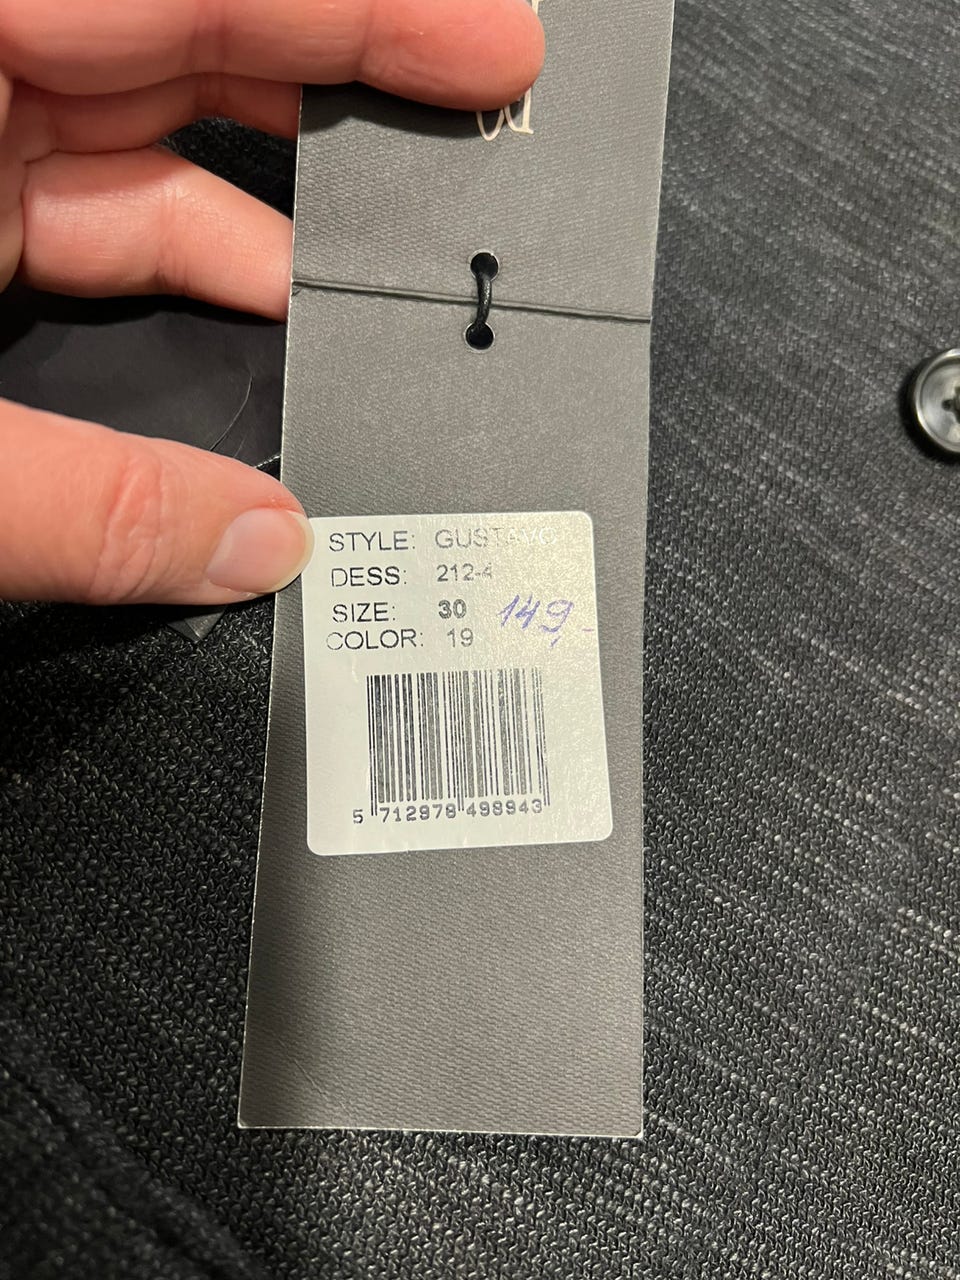 STYLE: GUSTAVO
DESS: 212-4
SIZE: 30
149,-
COLOR: 19
5 712978 498943